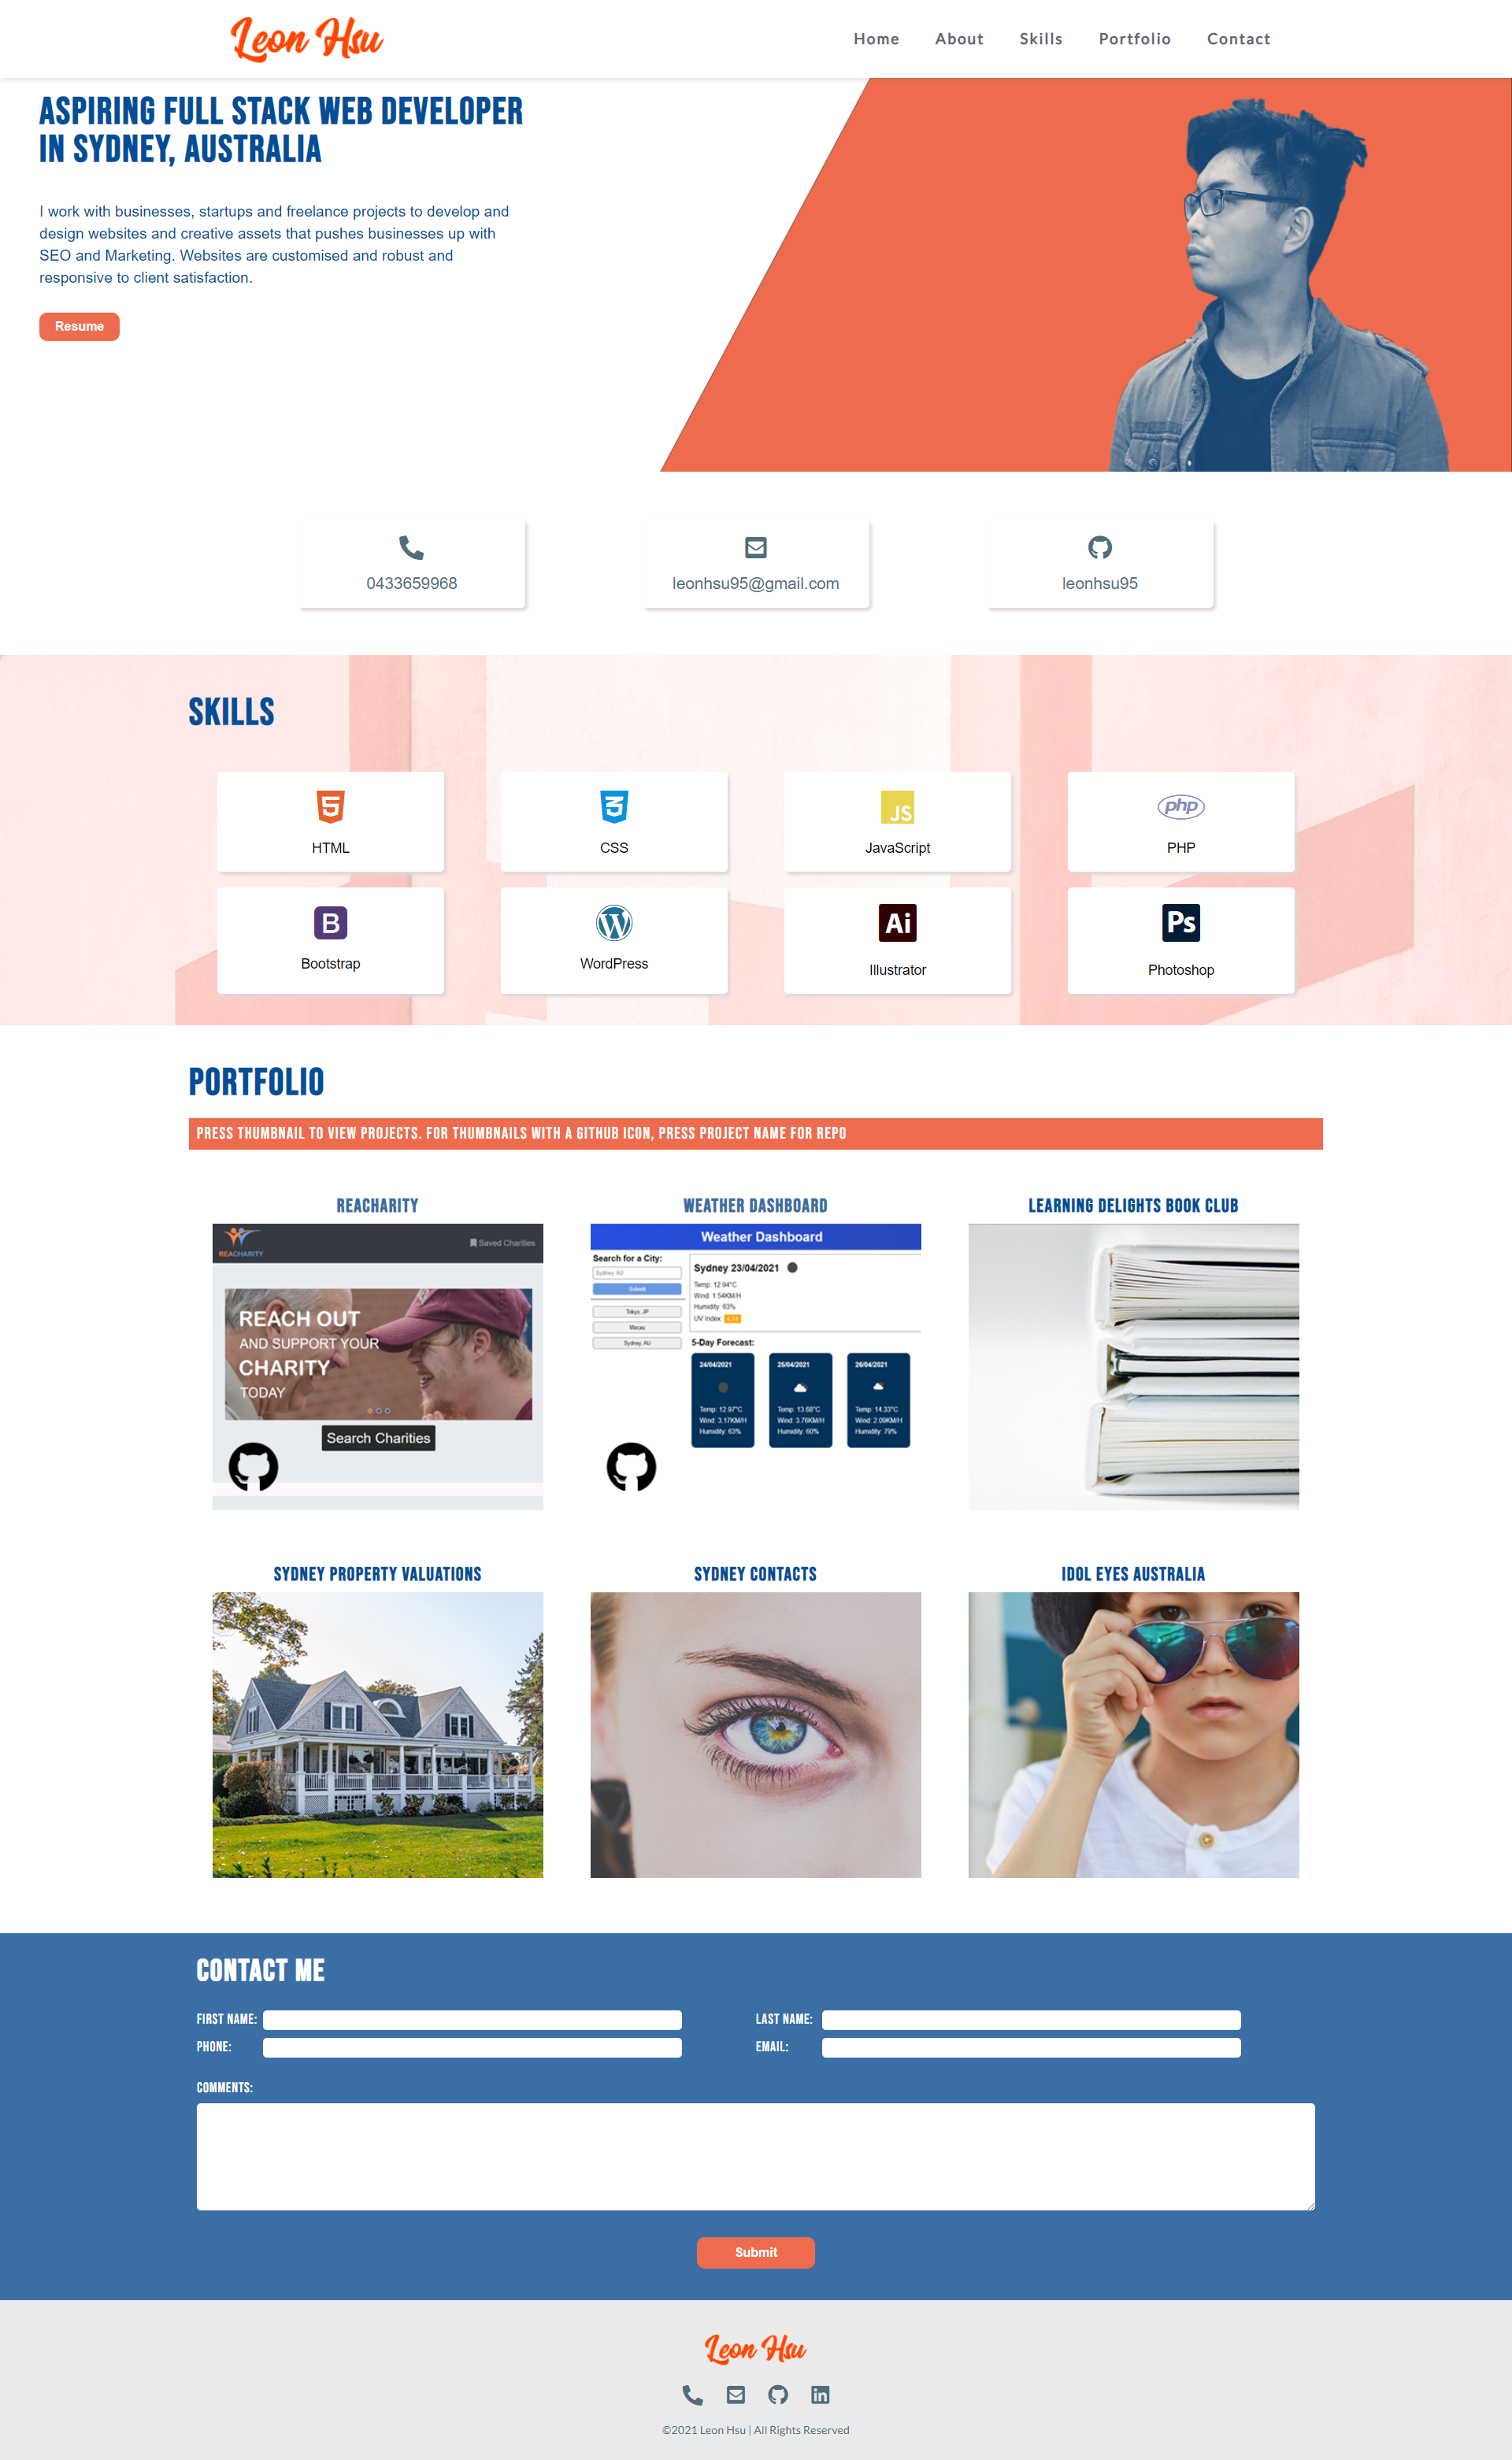 Leon Hsu
Home About Skills Portfolio Contact
ASPIRING FULL STACK WEB DEVELOPER
IN SYDNEY, AUSTRALIA
I work with businesses, startups and freelance projects to develop and
design websites and creative assets that pushes businesses up with
SEO and Marketing. Websites are customised and robust and
responsive to client satisfaction.
Resume
0433659968
leonhsu95@gmail.com
leonhsu95
SKILLS
5
3
JS
php
HTML
CSS
JavaScript
PHP
B
W
Ai
Ps
Bootstrap
WordPress
Illustrator
Photoshop
PORTFOLIO
PRESS THUMBNAIL TO VIEW PROJECTS. FOR THUMBNAILS WITH A GITHUB ICON, PRESS PROJECT NAME FOR REPO
REACHARITY
REACHARITY
Saved Charities
REACH OUT
AND SUPPORT YOUR
CHARITY
TODAY
Search Charities
WEATHER DASHBOARD
Weather Dashboard
Search for a City:
Sydney, AU
Submit
Tokyo, JP
Macau
Sydney, AU
Sydney 23/04/2021
Temp: 12.94°C
Wind: 1.54KM/H
Humidity: 63%
UV Index:
5-Day Forecast:
24/04/2021
Temp: 12.97°C
Wind: 3.17KM/H
Humidity: 63%
25/04/2021
Temp: 13.68°C
Wind: 3.76KM/H
Humidity: 60%
26/04/2021
Temp: 14.33°C
Wind: 2.09KM/H
Humidity: 79%
LEARNING DELIGHTS BOOK CLUB
SYDNEY PROPERTY VALUATIONS
SYDNEY CONTACTS
IDOL EYES AUSTRALIA
CONTACT ME
FIRST NAME:
LAST NAME:
PHONE:
EMAIL:
COMMENTS:
Submit
Leon Hsu
in
©2021 Leon Hsu | All Rights Reserved